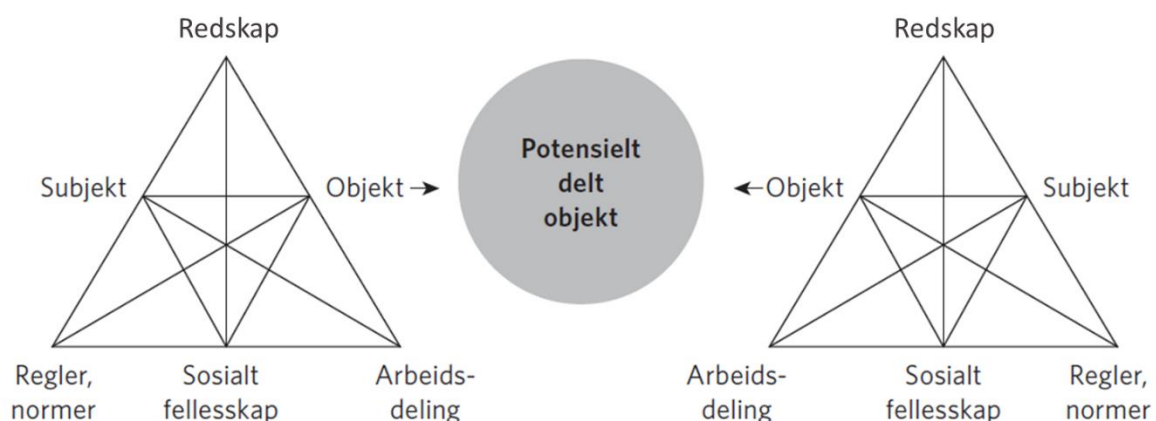 Redskap
Redskap
Subjekt
Objekt
Potensielt
delt
objekt
Objekt
Subjekt
Regler,
normer
Sosialt
fellesskap
Arbeids-
deling
Arbeids-
deling
Sosialt
fellesskap
Regler,
normer